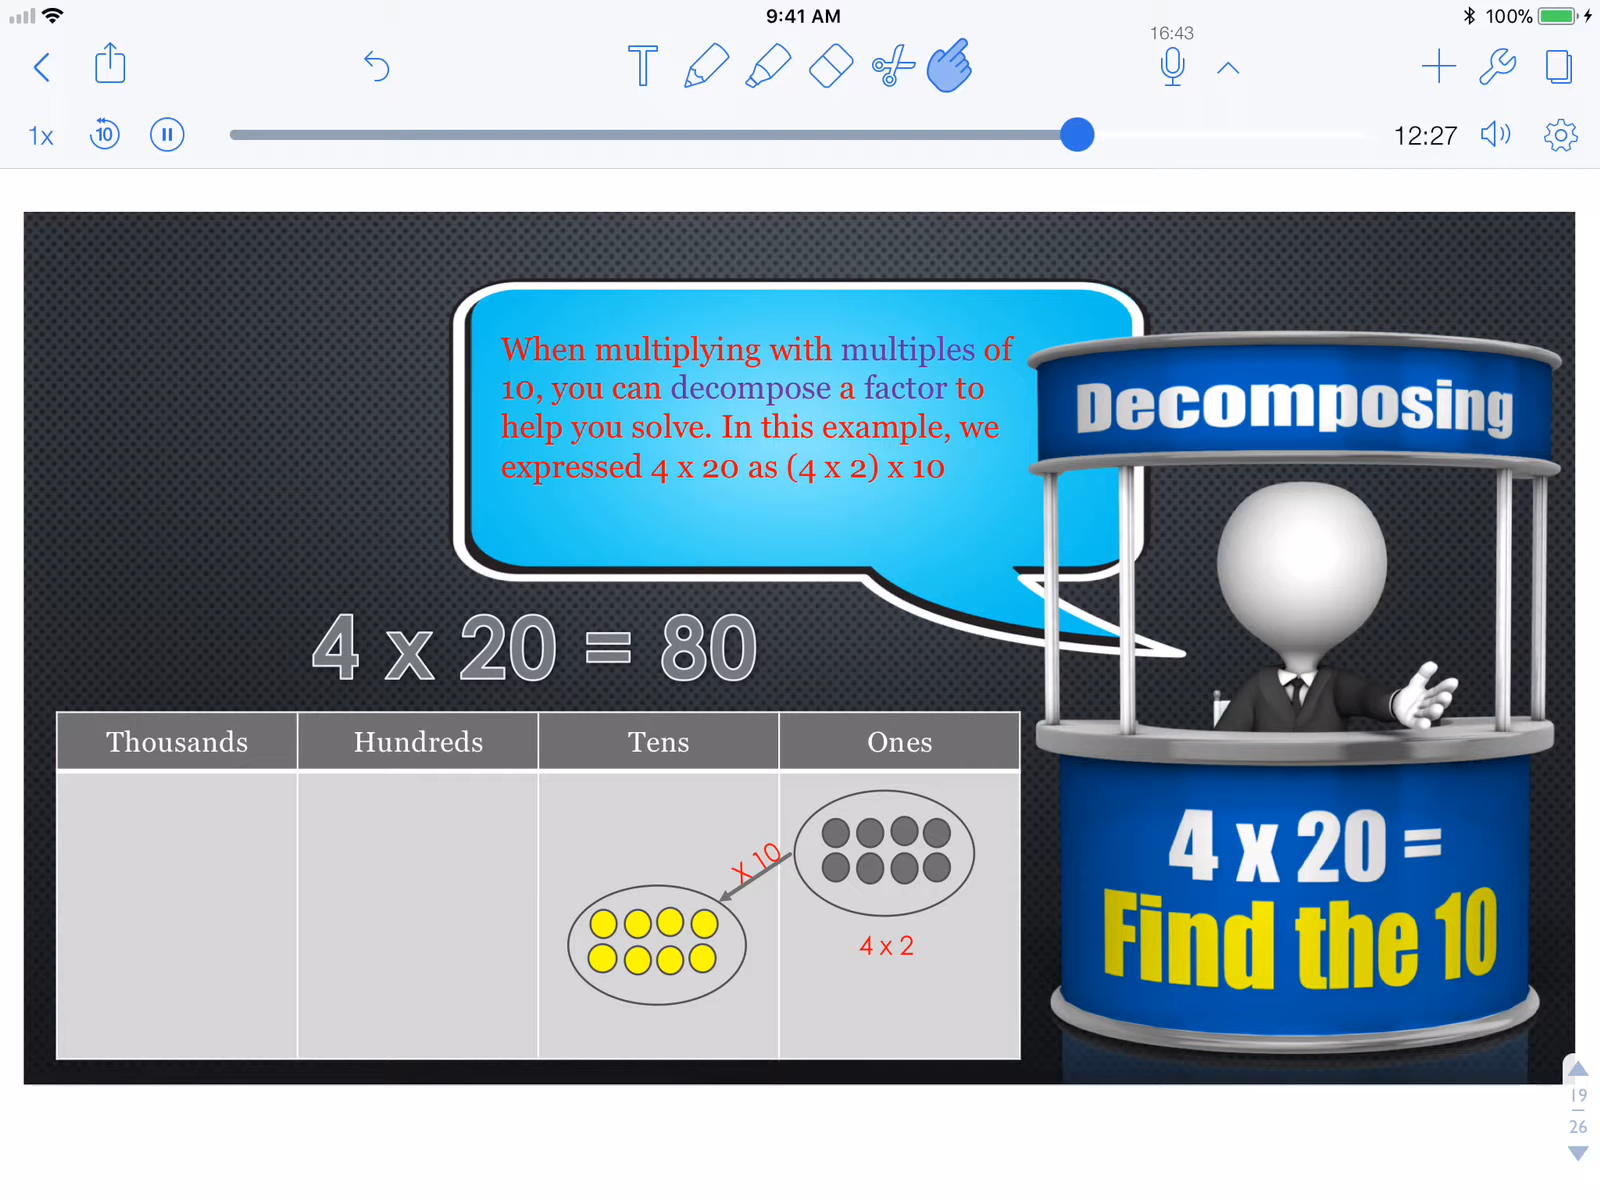 9:41 AM
100%
16:43
1x
10
12:27
When multiplying with multiples of
10, you can decompose a factor to
help you solve. In this example, we
expressed 4 x 20 as (4 x 2) x 10
Decomposing
4 x 20 = 80
Thousands Hundreds Tens Ones
X 10
4 x 2
4 x 20 =
Find the 10
19
26